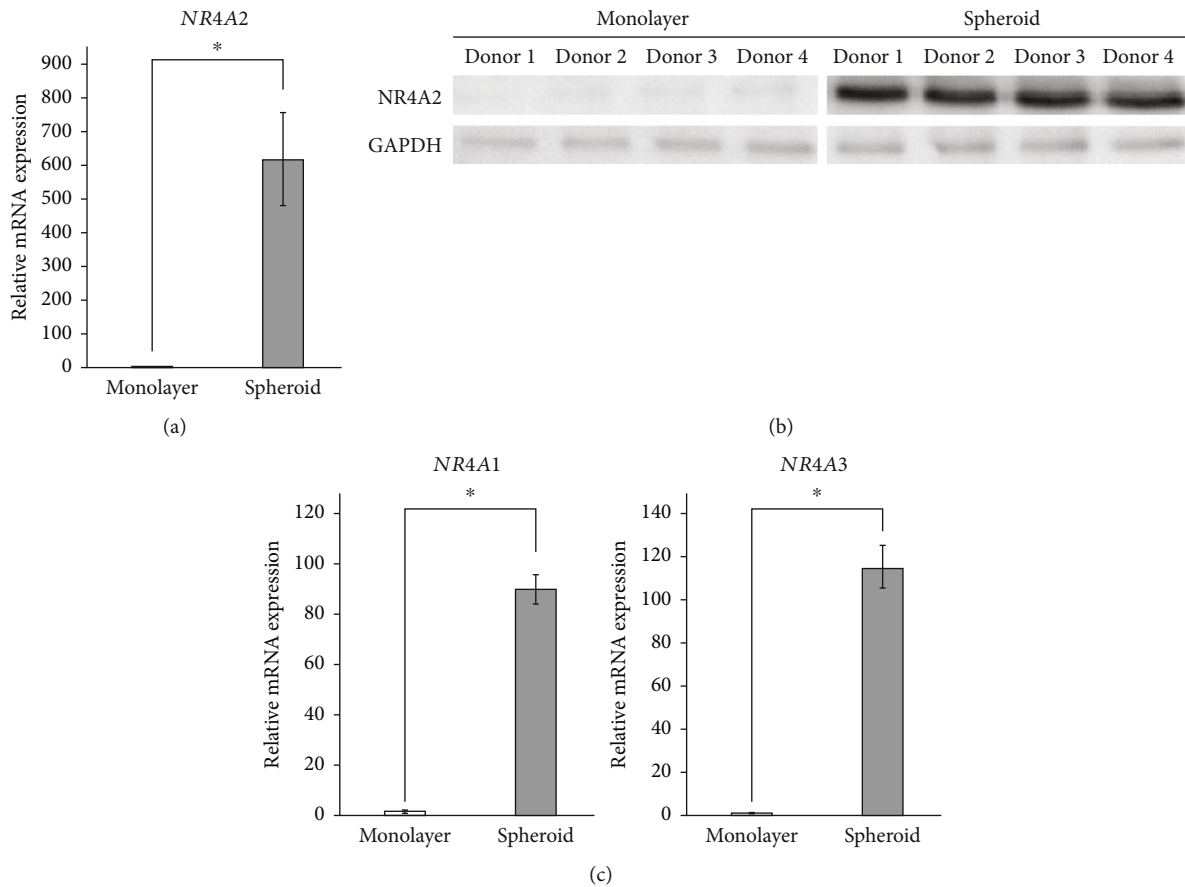 NR4A2
*
Relative mRNA expression
900
800
700
600
500
400
300
200
100
0
Monolayer Spheroid
(a)
Monolayer Spheroid
Donor 1 Donor 2 Donor 3 Donor 4 Donor 1 Donor 2 Donor 3 Donor 4
NR4A2
GAPDH
(b)
NR4A1
*
Relative mRNA expression
120
100
80
60
40
20
0
Monolayer Spheroid
NR4A3
*
Relative mRNA expression
140
120
100
80
60
40
20
0
Monolayer Spheroid
(c)